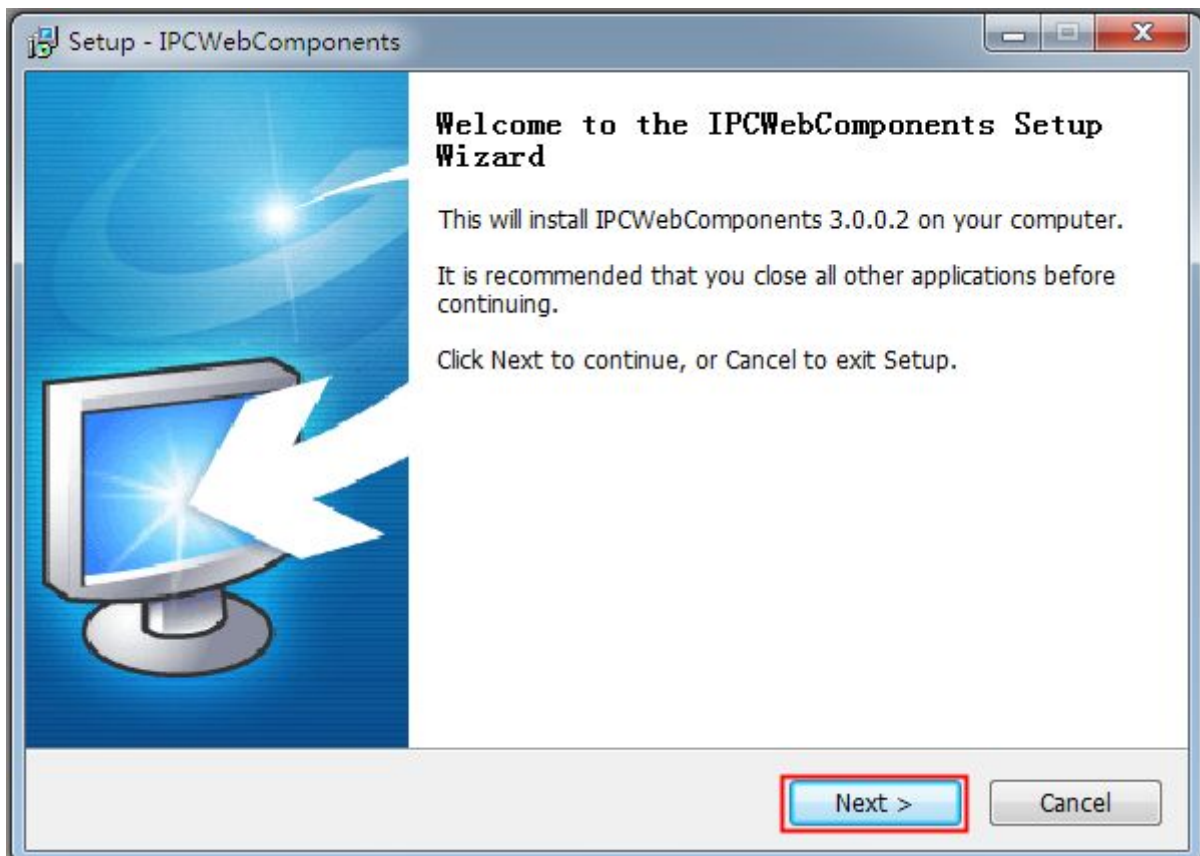 Setup - IPCWebComponents
Welcome to the IPCWebComponents Setup
Wizard
This will install IPCWebComponents 3.0.0.2 on your computer.
It is recommended that you close all other applications before
continuing.
Click Next to continue, or Cancel to exit Setup.
Next >
Cancel